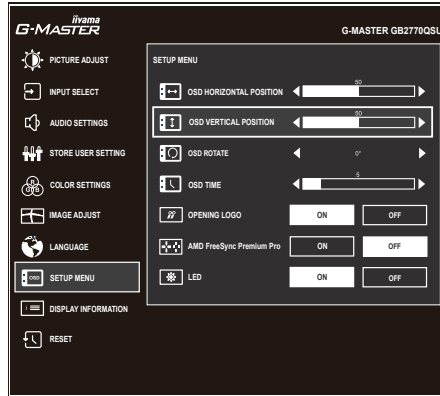 iiyama
G-MASTER
G-MASTER GB2770QSU
PICTURE ADJUST
INPUT SELECT
AUDIO SETTINGS
STORE USER SETTING
COLOR SETTINGS
IMAGE ADJUST
LANGUAGE
OSD SETUP MENU
DISPLAY INFORMATION
RESET
SETUP MENU
OSD HORIZONTAL POSITION 50
OSD VERTICAL POSITION 50
OSD ROTATE 0°
OSD TIME 5
OPENING LOGO ON OFF
AMD FreeSync Premium Pro ON OFF
LED ON OFF